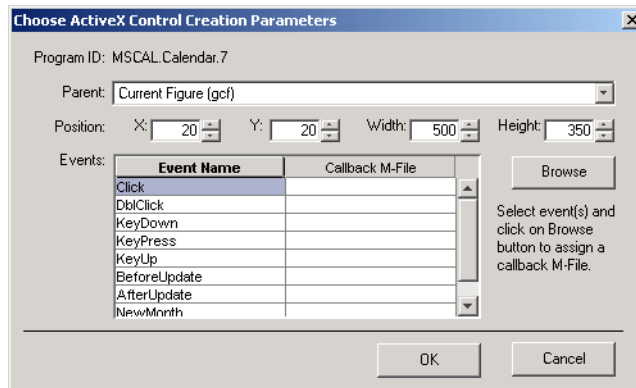 Choose ActiveX Control Creation Parameters
Program ID: MSCAL.Calendar.7
Parent: Current Figure (gcf)
Position: X: 20 Y: 20 Width: 500 Height: 350
Events:
Event Name Callback M-File
Click
DblClick
KeyDown
KeyPress
KeyUp
BeforeUpdate
AfterUpdate
NewMonth
Browse
Select event(s) and
click on Browse
button to assign a
callback M-File.
OK Cancel